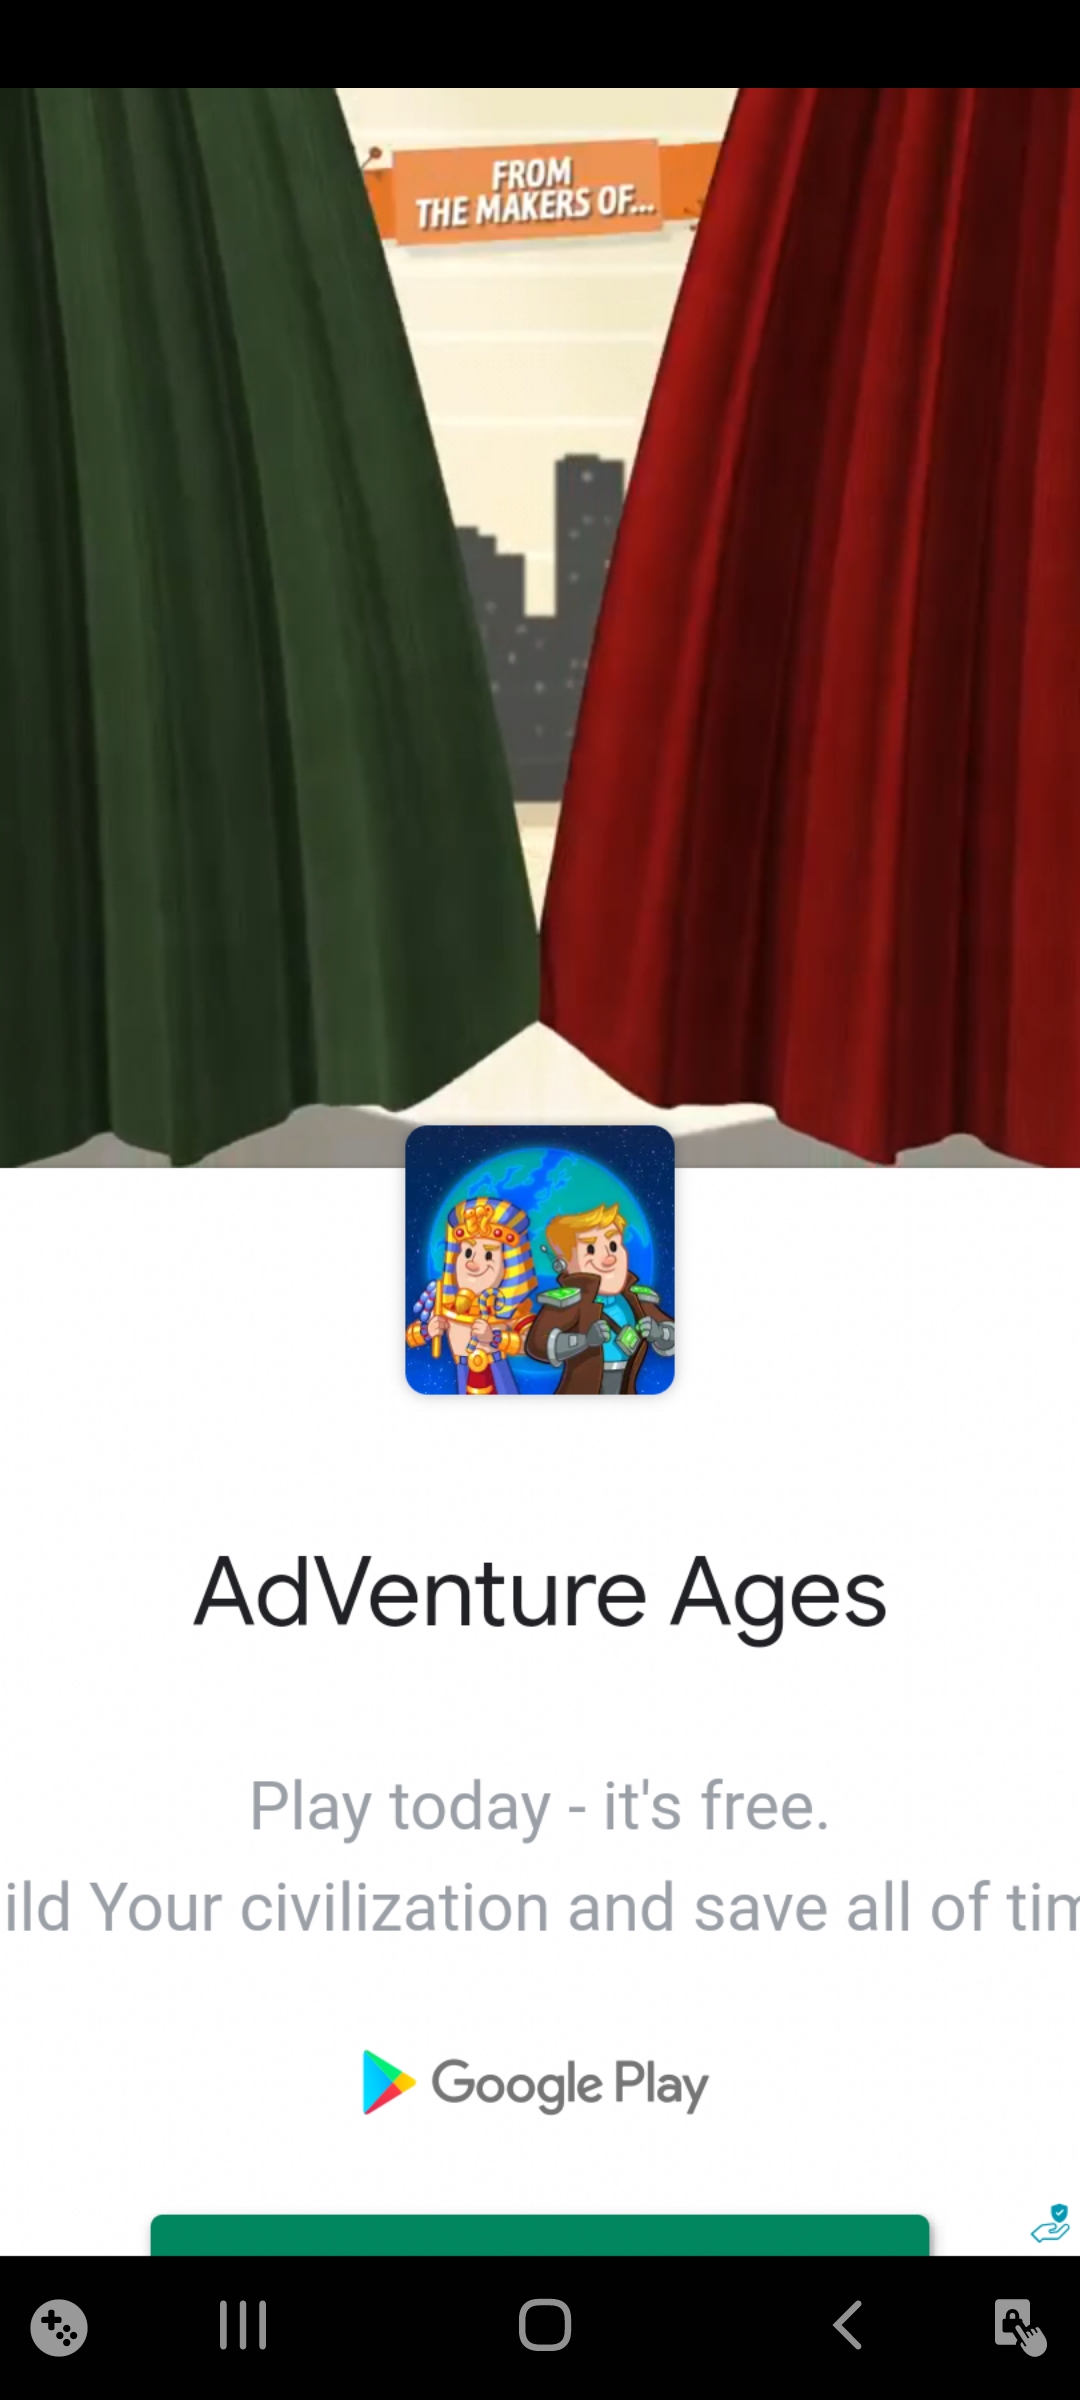 FROM
THE MAKERS OF...
AdVenture Ages
Play today - it's free.
ild Your civilization and save all of tim
Google Play